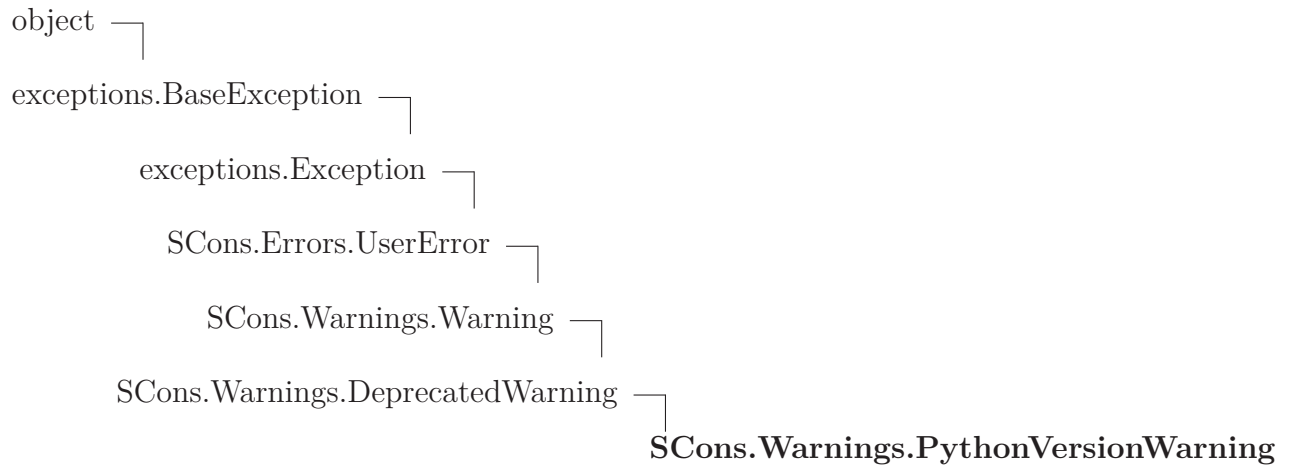 object
exceptions.BaseException
exceptions.Exception
SCons.Errors.UserError
SCons.Warnings.Warning
SCons.Warnings.DeprecatedWarning
SCons.Warnings.PythonVersionWarning